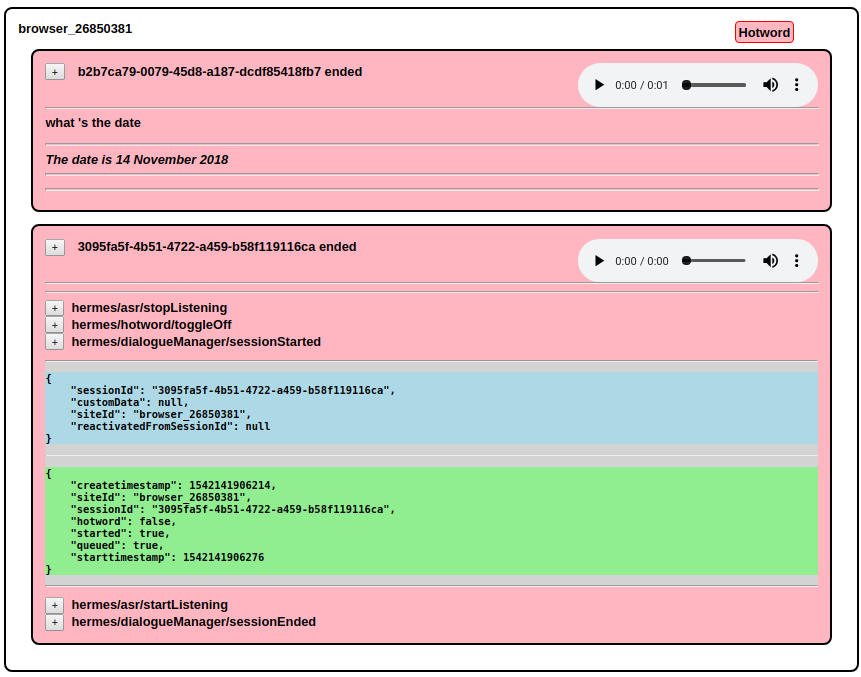 browser_26850381
Hotword
+ b2b7ca79-0079-45d8-a187-dcdf85418fb7 ended
0:00 / 0:01
what 's the date
The date is 14 November 2018
+ 3095fa5f-4b51-4722-a459-b58f119116ca ended
0:00 / 0:00
+ hermes/asr/stopListening
+ hermes/hotword/toggleOff
+ hermes/dialogueManager/sessionStarted
{
    "sessionId": "3095fa5f-4b51-4722-a459-b58f119116ca",
    "customData": null,
    "siteId": "browser_26850381",
    "reactivatedFromSessionId": null
}
{
    "createtimestamp": 1542141906214,
    "siteId": "browser_26850381",
    "sessionId": "3095fa5f-4b51-4722-a459-b58f119116ca",
    "hotword": false,
    "started": true,
    "queued": true,
    "starttimestamp": 1542141906276
}
+ hermes/asr/startListening
+ hermes/dialogueManager/sessionEnded